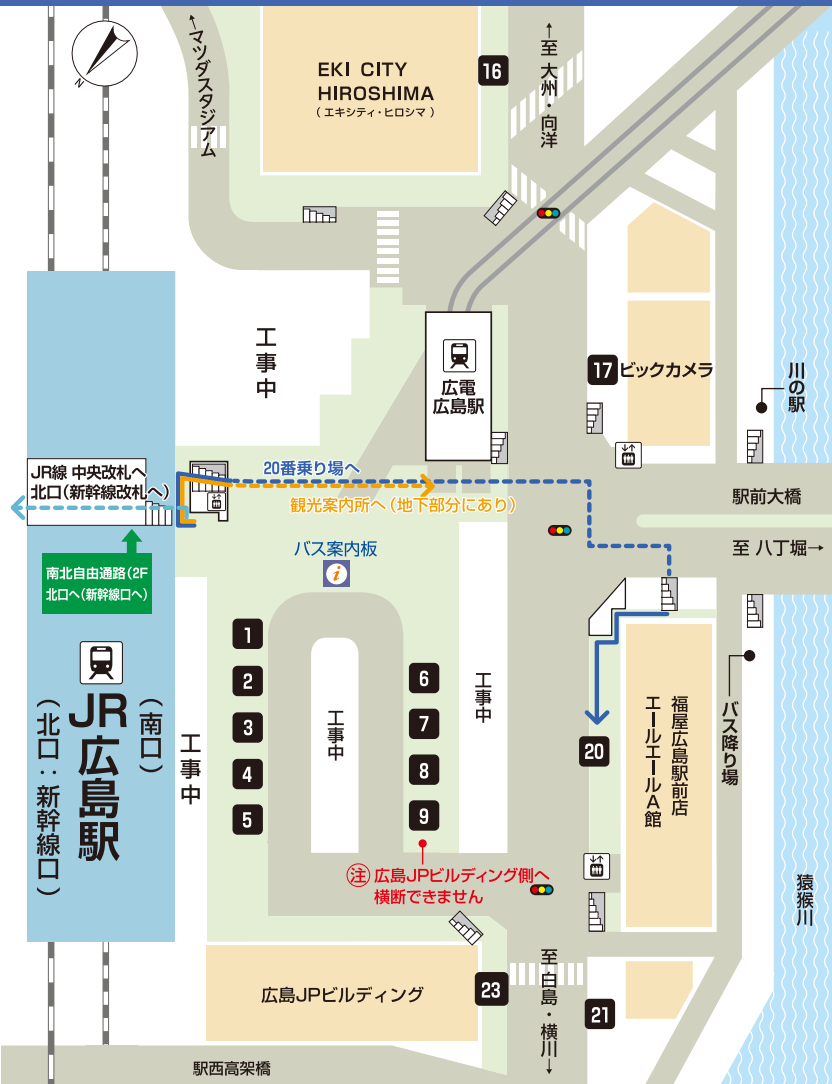 N
←マツダスタジアム
EKI CITY
HIROSHIMA
(エキシティ・ヒロシマ)
16
←至 大州・向洋
工事中
広電
広島駅
17
ビックカメラ
川の駅
JR線 中央改札へ
北口(新幹線改札へ)
20番乗り場へ
観光案内所へ(地下部分にあり)
駅前大橋
至 八丁堀→
南北自由通路(2F
北口へ(新幹線口へ)
バス案内板
i
1
2
3
4
5
6
7
8
9
工事中
工事中
工事中
JR広島駅
(南口)
(北口:新幹線口)
20
福屋広島駅前店
エールエールA館
バス降り場
注 広島JPビルディング側へ
横断できません
猿猴川
広島JPビルディング
23
至 白島・横川→
21
駅西高架橋